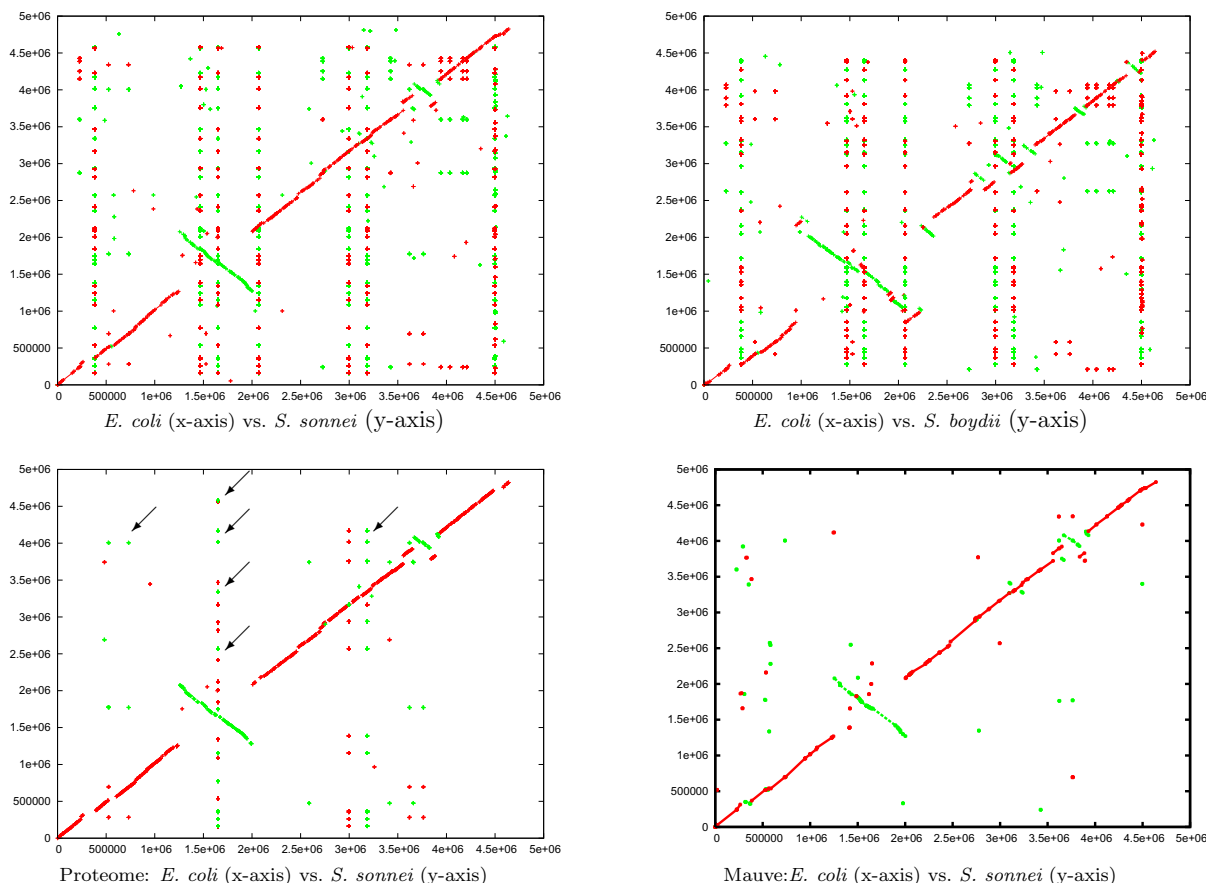 5e+06
4.5e+06
4e+06
3.5e+06
3e+06
2.5e+06
2e+06
1.5e+06
1e+06
500000
0
0 500000 1e+06 1.5e+06 2e+06 2.5e+06 3e+06 3.5e+06 4e+06 4.5e+06 5e+06
E. coli (x-axis) vs. S. sonnei (y-axis)
5e+06
4.5e+06
4e+06
3.5e+06
3e+06
2.5e+06
2e+06
1.5e+06
1e+06
500000
0
0 500000 1e+06 1.5e+06 2e+06 2.5e+06 3e+06 3.5e+06 4e+06 4.5e+06 5e+06
E. coli (x-axis) vs. S. boydii (y-axis)
5e+06
4.5e+06
4e+06
3.5e+06
3e+06
2.5e+06
2e+06
1.5e+06
1e+06
500000
0
0 500000 1e+06 1.5e+06 2e+06 2.5e+06 3e+06 3.5e+06 4e+06 4.5e+06 5e+06
Proteome: E. coli (x-axis) vs. S. sonnei (y-axis)
5e+06
4.5e+06
4e+06
3.5e+06
3e+06
2.5e+06
2e+06
1.5e+06
1e+06
500000
0
0 500000 1e+06 1.5e+06 2e+06 2.5e+06 3e+06 3.5e+06 4e+06 4.5e+06 5e+06
Mauve:E. coli (x-axis) vs. S. sonnei (y-axis)